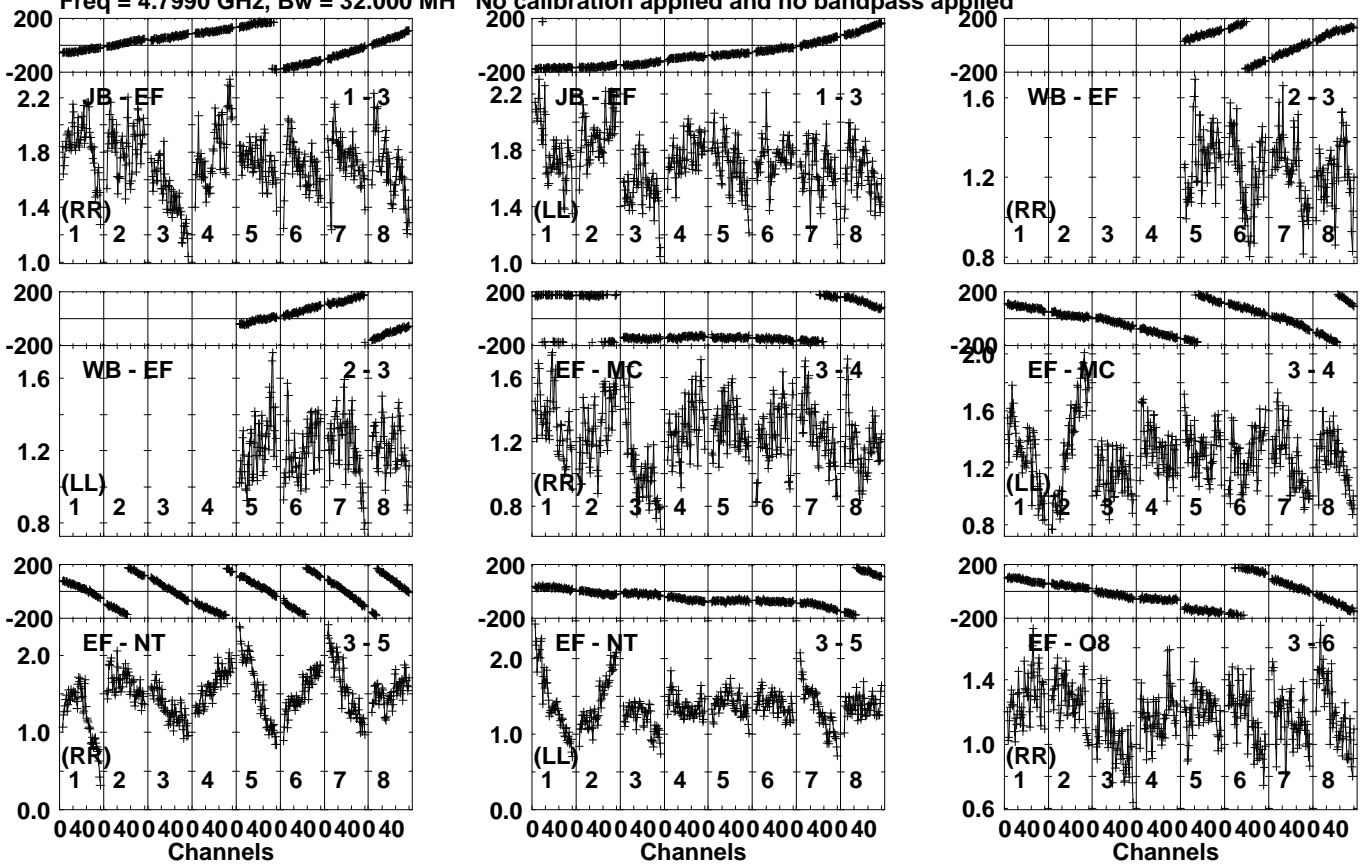 Freq = 4.7990 GHz, Bw = 32.000 MH No calibration applied and no bandpass applied
200 200 200
-200 -200 -200
JB - EF 1 - 3 JB - EF 1 - 3 WB - EF 2 - 3
2.2 2.2 1.6
1.8 1.8
1.2
1.4 1.4
(RR) (LL) (RR)
1 2 3 4 5 6 7 8 1 2 3 4 5 6 7 8 1 2 3 4 5 6 7 8
1.0 1.0 0.8
200 200 200
-200 -200 -200
2.0
WB - EF 2 - 3 EF - MC 3 - 4 EF - MC 3 - 4
1.6 1.6 1.6
1.2 1.2 1.2
(LL) (RR) (LL)
1 2 3 4 5 6 7 8 1 2 3 4 5 6 7 8 1 2 3 4 5 6 7 8
0.8 0.8 0.8
200 200 200
-200 -200 -200
EF - NT 3 - 5 EF - NT 3 - 5 EF - O8 3 - 6
2.0 2.0 1.4
1.0 1.0 1.0
(RR) (LL) (RR)
1 2 3 4 5 6 7 8 1 2 3 4 5 6 7 8 1 2 3 4 5 6 7 8
0.0 0.0 0.6
0 40 0 40 0 40 0 40 0 40 0 40 0 40 0 40 0 40 0 40 0 40 0 40 0 40 0 40 0 40 0 40 0 40 0 40 0 40 0 40 0 40 0 40 0 40 0 40
Channels Channels Channels